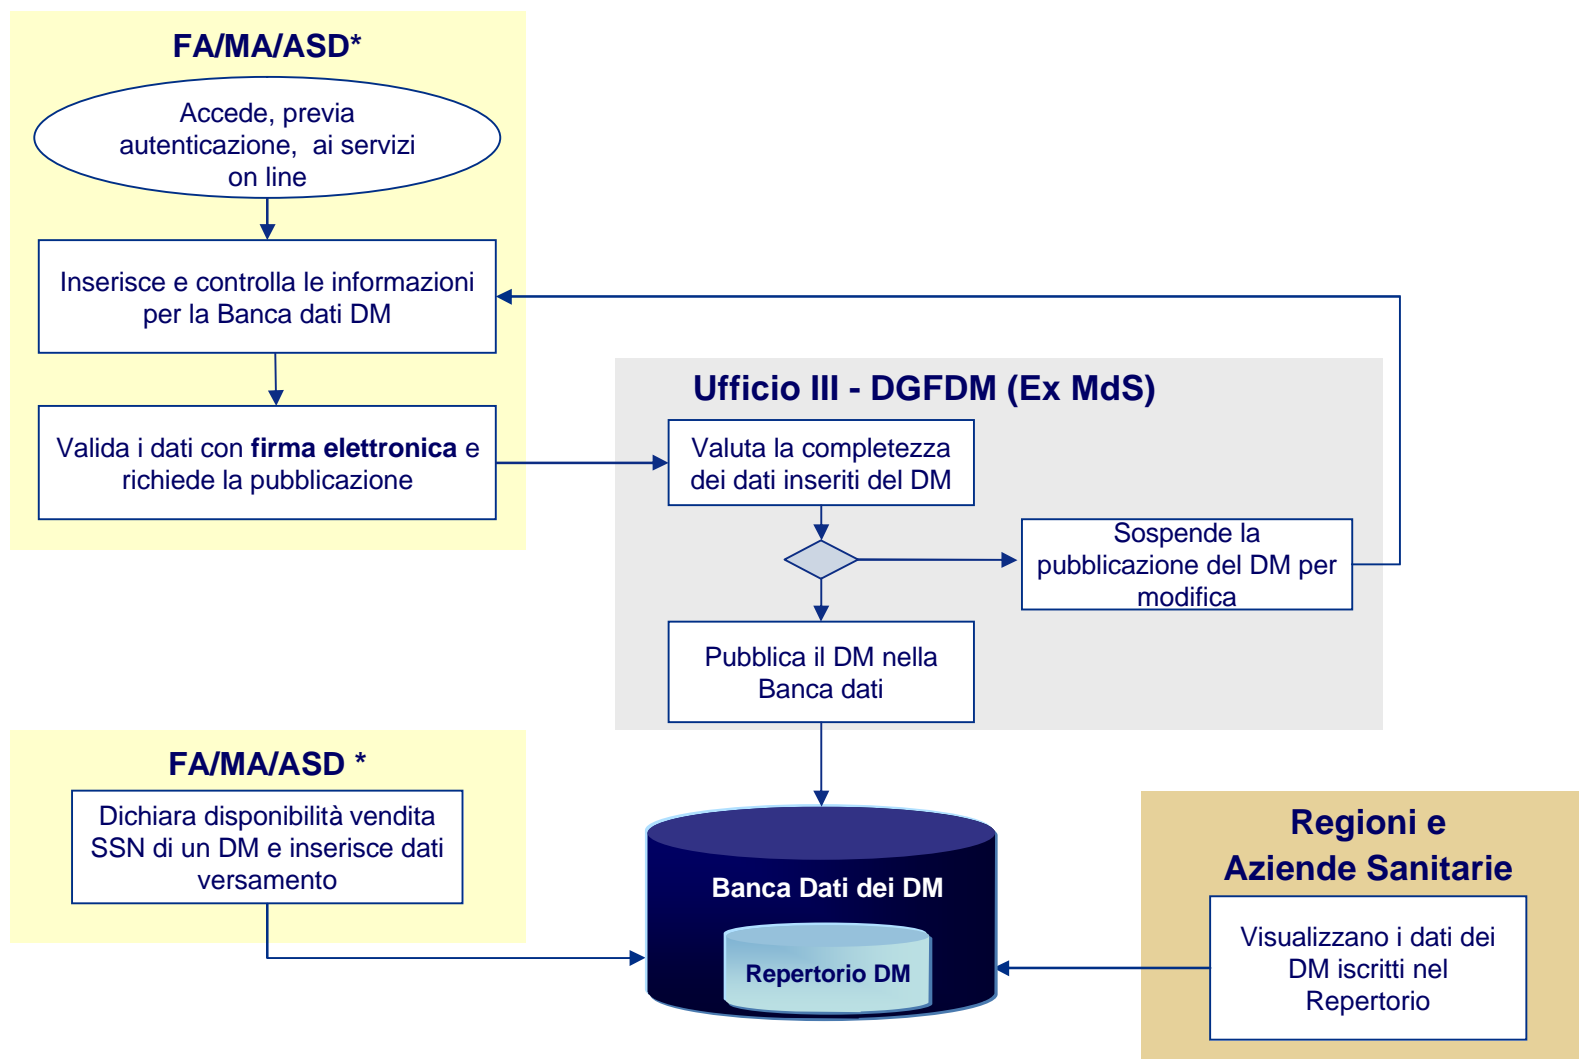 FA/MA/ASD*
Accede, previa
autenticazione, ai servizi
on line
Inserisce e controlla le informazioni
per la Banca dati DM
Valida i dati con firma elettronica e
richiede la pubblicazione
Ufficio III - DGFDM (Ex MdS)
Valuta la completezza
dei dati inseriti del DM
Sospende la
pubblicazione del DM per
modifica
Pubblica il DM nella
Banca dati
FA/MA/ASD *
Dichiara disponibilità vendita
SSN di un DM e inserisce dati
versamento
Banca Dati dei DM
Repertorio DM
Regioni e
Aziende Sanitarie
Visualizzano i dati dei
DM iscritti nel
Repertorio